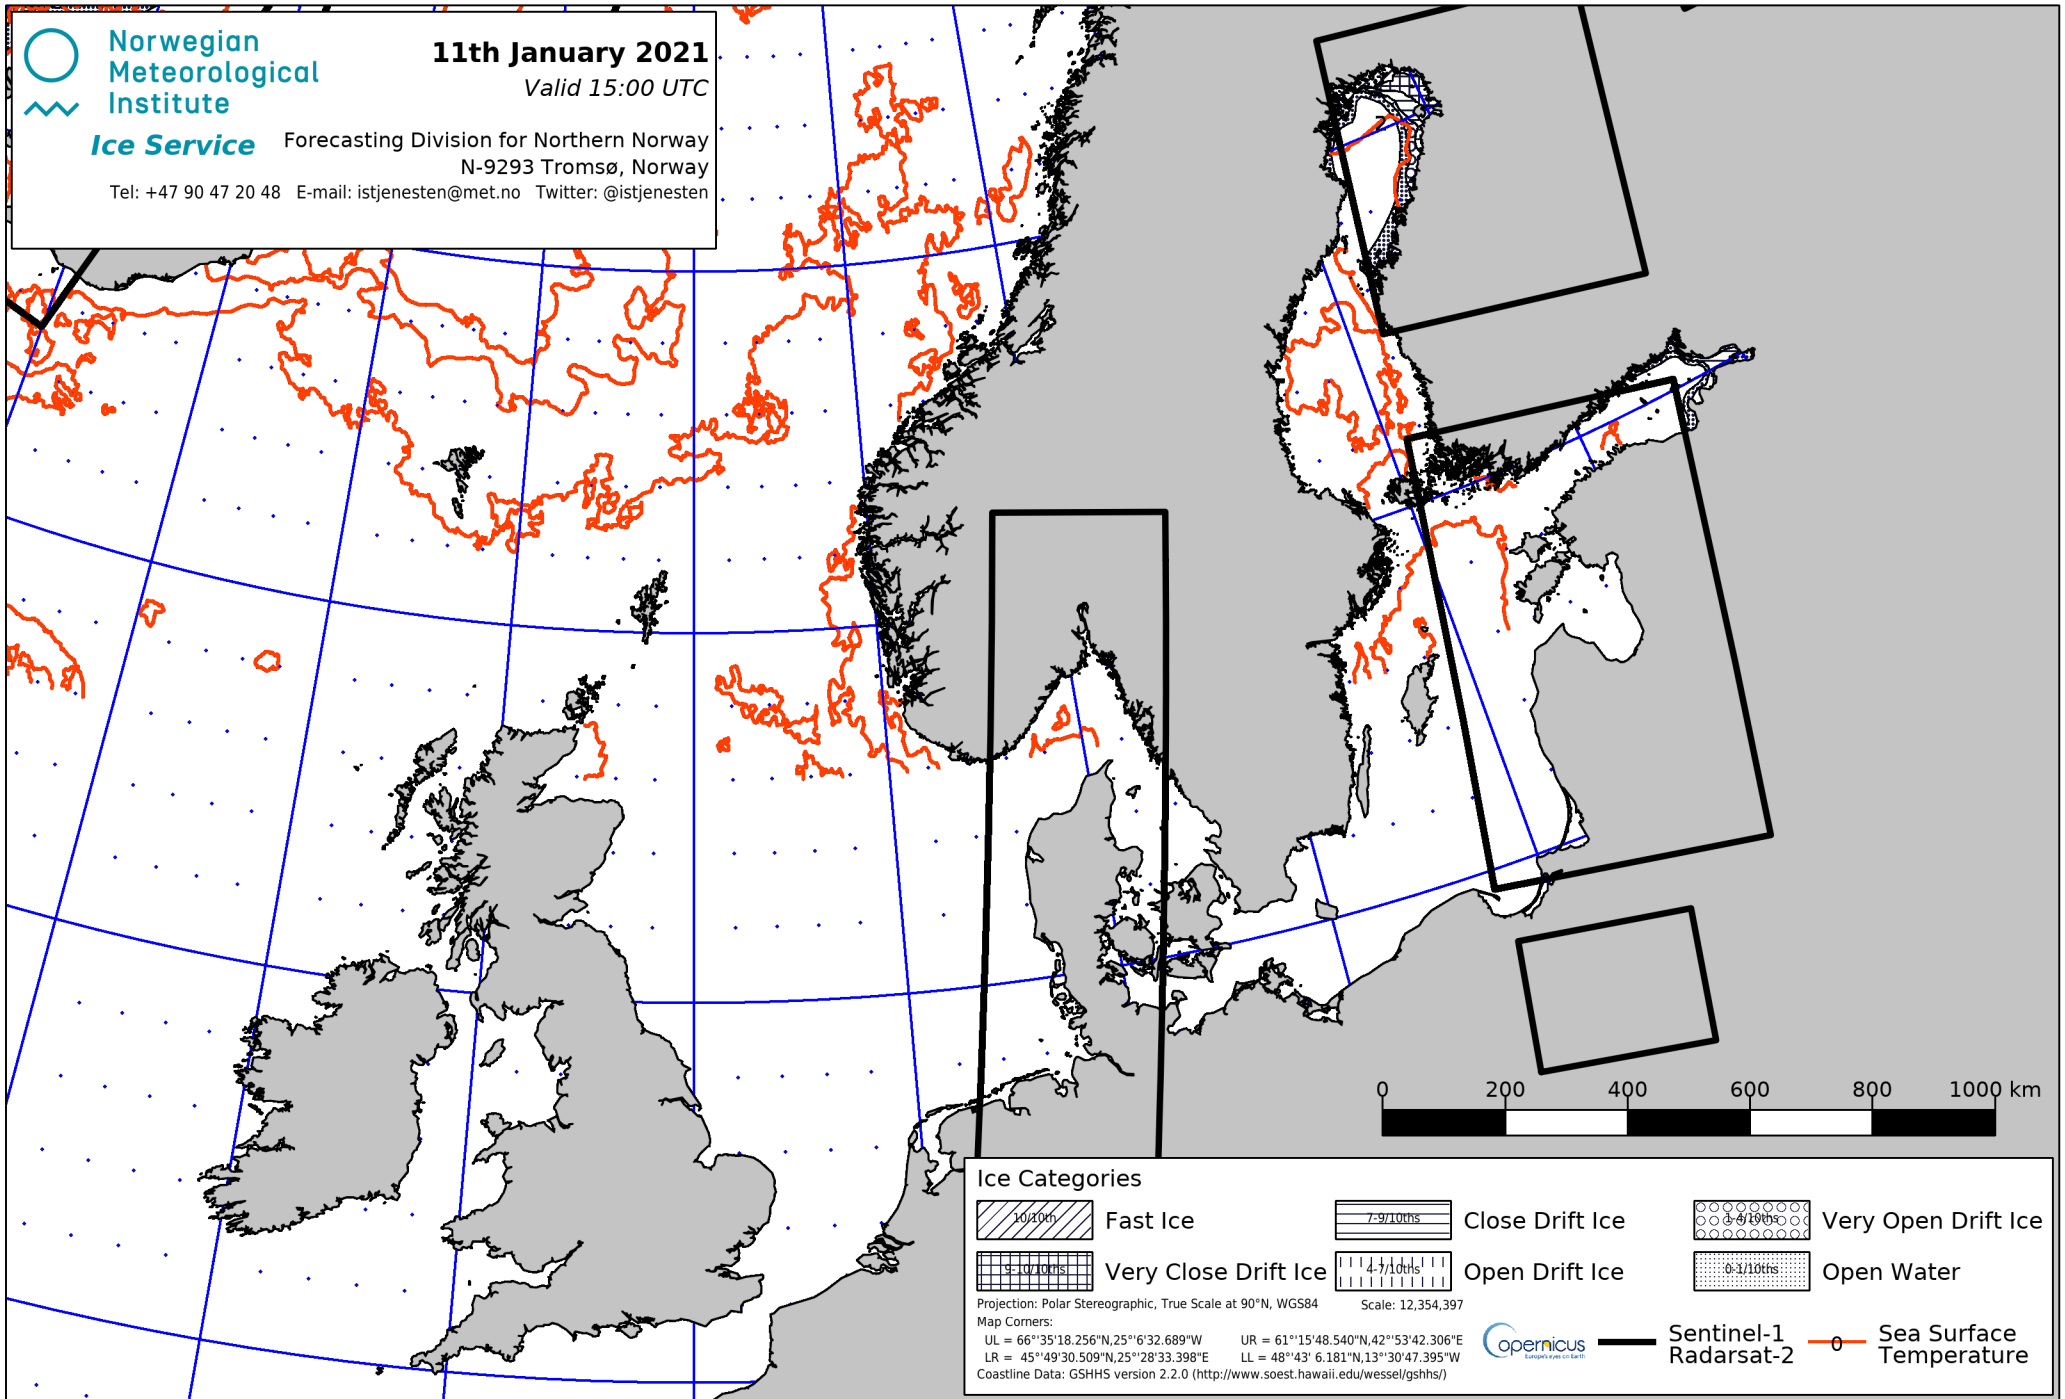 Norwegian
Meteorological
Institute
Ice Service
11th January 2021
Valid 15:00 UTC
Forecasting Division for Northern Norway
N-9293 Tromsø, Norway
Tel: +47 90 47 20 48 E-mail: istjenesten@met.no Twitter: @istjenesten
2
0 200 400 600 800 1000 km
Ice Categories
10/10th Fast Ice 7-9/10ths Close Drift Ice 1-4/10ths Very Open Drift Ice
9-10/10ths Very Close Drift Ice 4-7/10ths Open Drift Ice 0-1/10ths Open Water
Projection: Polar Stereographic, True Scale at 90°N, WGS84 Scale: 12,354,397
Map Corners:
UL = 66°'35'18.256"N,25°'6'32.689"W UR = 61°'15'48.540"N,42°'53'42.306"E
LR = 45°'49'30.509"N,25°'28'33.398"E LL = 48°'43' 6.181"N,13°'30'47.395"W
Coastline Data: GSHHS version 2.2.0 (http://www.soest.hawaii.edu/wessel/gshhs/)
opernicus
Europe's eyes on Earth
Sentinel-1
Radarsat-2
0
Sea Surface
Temperature